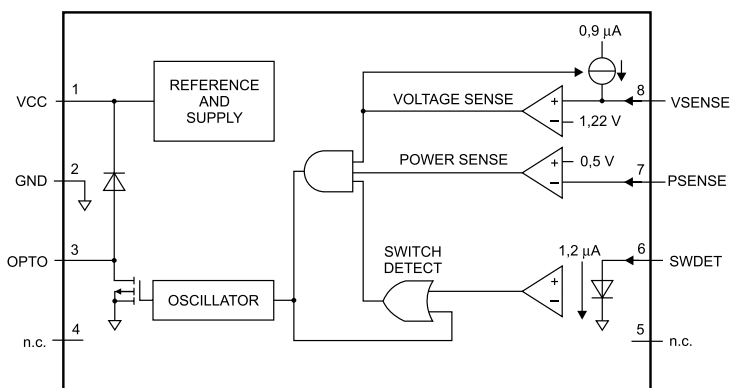 0,9 µA
1
8
VCC
REFERENCE
AND
SUPPLY
VOLTAGE SENSE
+
−
1,22 V
VSENSE
2
GND
POWER SENSE
+
−
0,5 V
7
PSENSE
3
OPTO
SWITCH
DETECT
1,2 µA
+
−
6
SWDET
OSCILLATOR
4
n.c.
5
n.c.